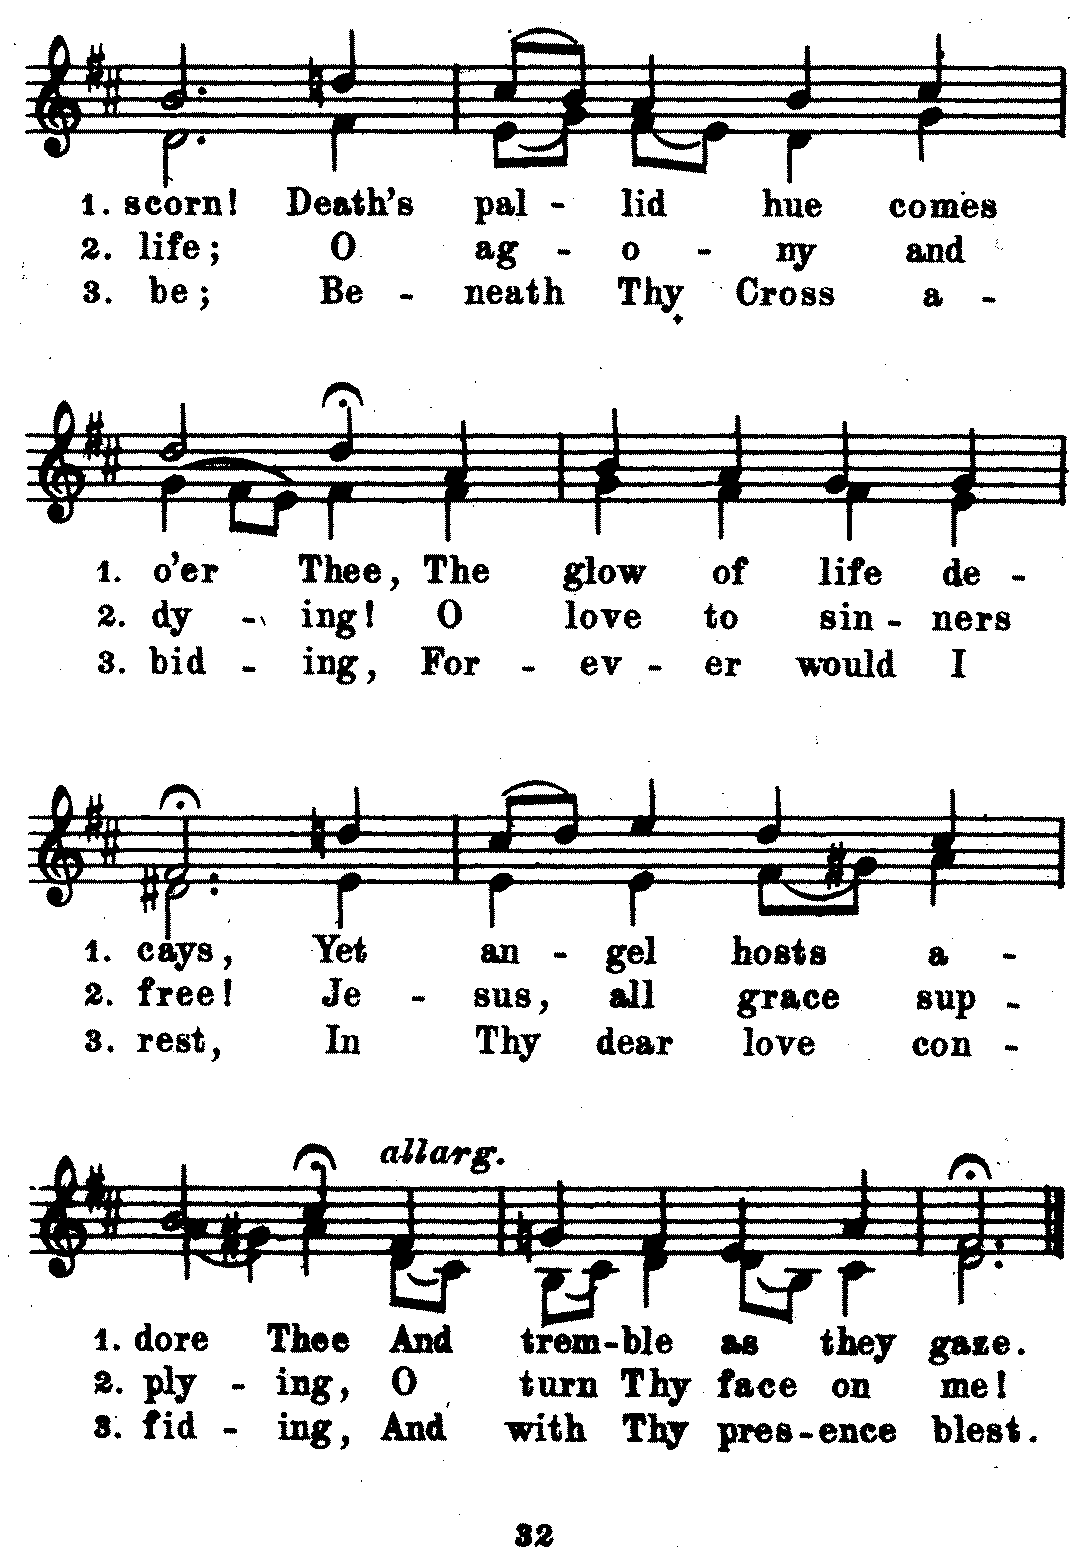 1. scorn! Death's pal - lid hue comes
2. life; O ag - o - ny and
3. be; Be - neath Thy Cross a -
1. o'er Thee, The glow of life de -
2. dy - ing! O love to sin - ners
3. bid - ing, For - ev - er would I
1. cays, Yet an - gel hosts a -
2. free! Je - sus, all grace sup -
3. rest, In Thy dear love con -
allarg.
1. dore Thee And trem-ble as they gaze.
2. ply - ing, O turn Thy face on me!
3. fid - ing, And with Thy pres-ence blest.
32